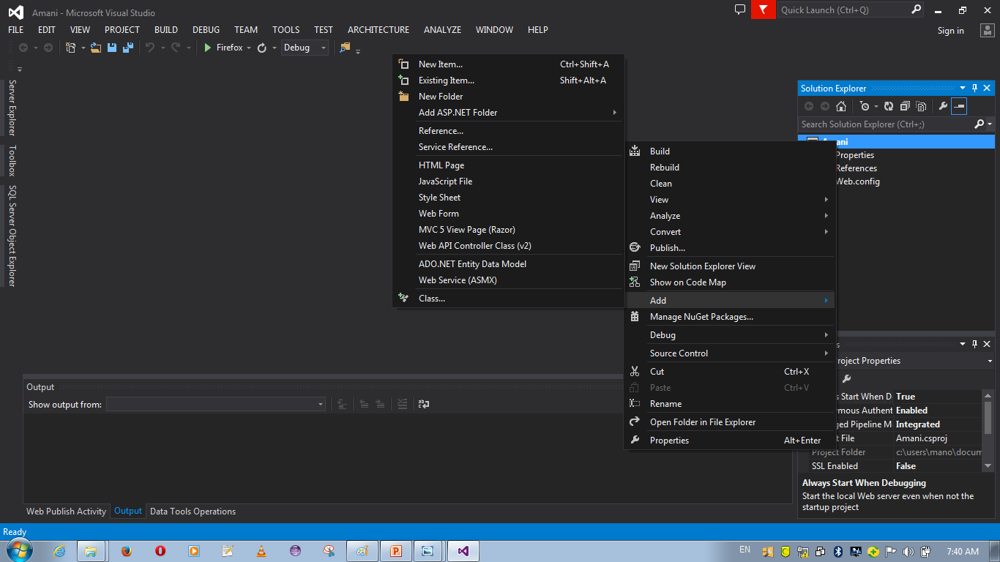 Amani - Microsoft Visual Studio
Quick Launch (Ctrl+Q)
FILE EDIT VIEW PROJECT BUILD DEBUG TEAM TOOLS TEST ARCHITECTURE ANALYZE WINDOW HELP
Sign in
Firefox
Debug
Server Explorer
Toolbox
SQL Server Object Explorer
New Item... Ctrl+Shift+A
Existing Item... Shift+Alt+A
New Folder
Add ASP.NET Folder
Reference...
Service Reference...
HTML Page
JavaScript File
Style Sheet
Web Form
MVC 5 View Page (Razor)
Web API Controller Class (v2)
ADO.NET Entity Data Model
Web Service (ASMX)
Class...
Build
Rebuild
Clean
View
Analyze
Convert
Publish...
New Solution Explorer View
Show on Code Map
Add
Manage NuGet Packages...
Debug
Source Control
Cut Ctrl+X
Paste Ctrl+V
Rename
Open Folder in File Explorer
Properties Alt+Enter
Solution Explorer
Search Solution Explorer (Ctrl+;)
Amani
Properties
References
Web.config
s
roject Properties
s Start When D True
ymous Authent Enabled
ged Pipeline M Integrated
t File Amani.csproj
Project Folder c:\users\mano\docum
SSL Enabled False
Always Start When Debugging
Start the local Web server even when not the
startup project
Output
Show output from:
Web Publish Activity Output Data Tools Operations
Ready
EN
7:40 AM